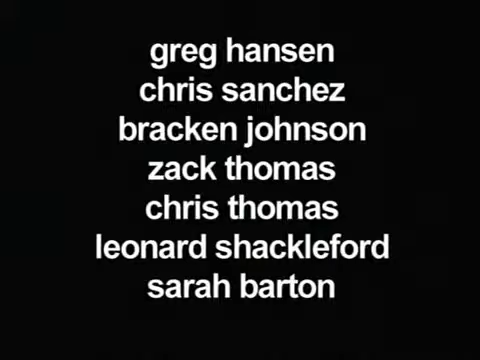 greg hansen
chris sanchez
bracken johnson
zack thomas
chris thomas
leonard shackleford
sarah barton